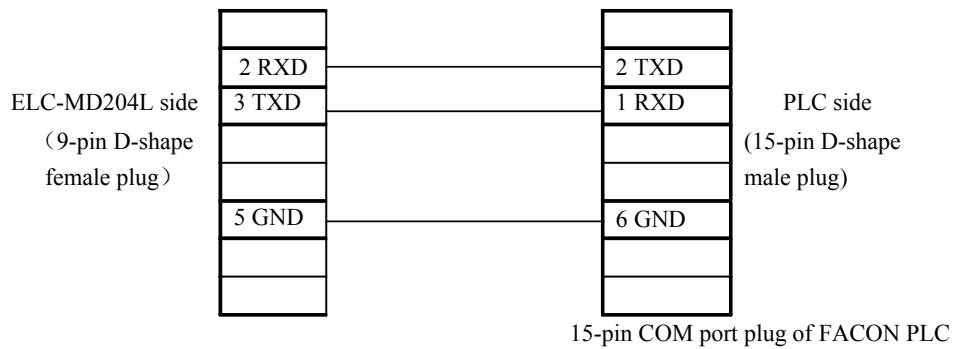 2 RXD
2 TXD
ELC-MD204L side
3 TXD
1 RXD
PLC side
（9-pin D-shape
female plug）
(15-pin D-shape
male plug)
5 GND
6 GND
15-pin COM port plug of FACON PLC